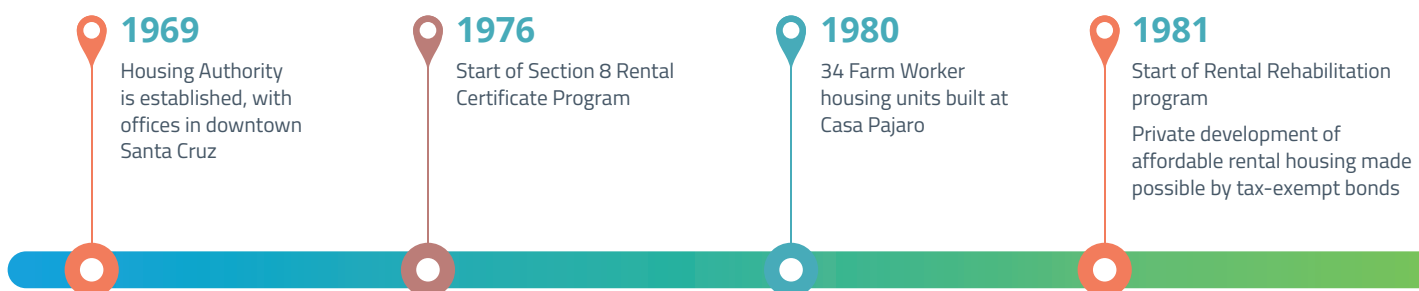 1969
Housing Authority
is established, with
offices in downtown
Santa Cruz
1976
Start of Section 8 Rental
Certificate Program
1980
34 Farm Worker
housing units built at
Casa Pajaro
1981
Start of Rental Rehabilitation
program
Private development of
affordable rental housing made
possible by tax-exempt bonds